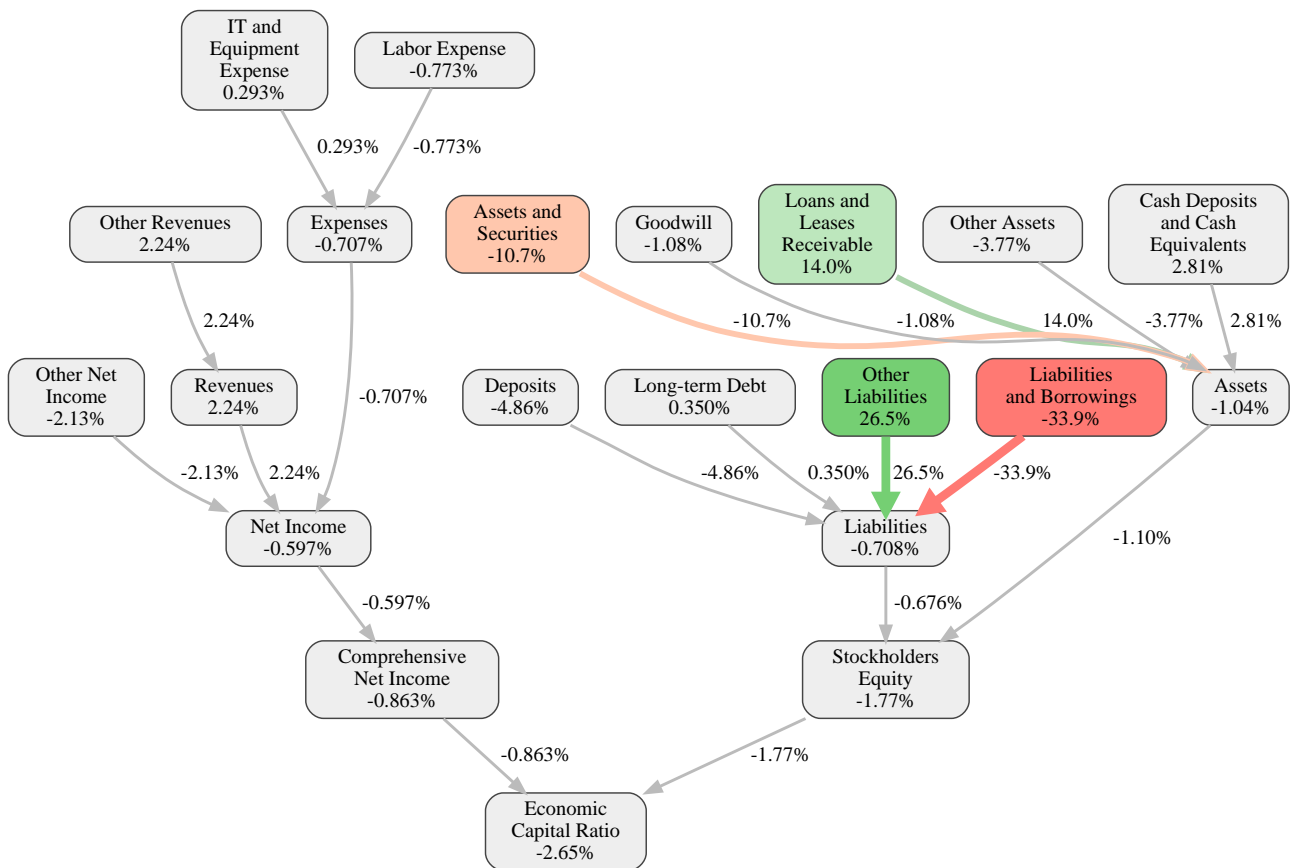 IT and
Equipment
Expense
0.293%
Labor Expense
-0.773%
0.293%
-0.773%
Other Revenues
2.24%
Expenses
-0.707%
Assets and
Securities
-10.7%
Goodwill
-1.08%
Loans and
Leases
Receivable
14.0%
Other Assets
-3.77%
Cash Deposits
and Cash
Equivalents
2.81%
2.24%
-10.7%
-1.08%
14.0%
-3.77%
2.81%
Other Net
Income
-2.13%
Revenues
2.24%
-0.707%
Deposits
-4.86%
Long-term Debt
0.350%
Other
Liabilities
26.5%
Liabilities
and Borrowings
-33.9%
Assets
-1.04%
-2.13%
2.24%
-4.86%
0.350%
26.5%
-33.9%
Net Income
-0.597%
Liabilities
-0.708%
-1.10%
-0.597%
-0.676%
Comprehensive
Net Income
-0.863%
Stockholders
Equity
-1.77%
-0.863%
-1.77%
Economic
Capital Ratio
-2.65%